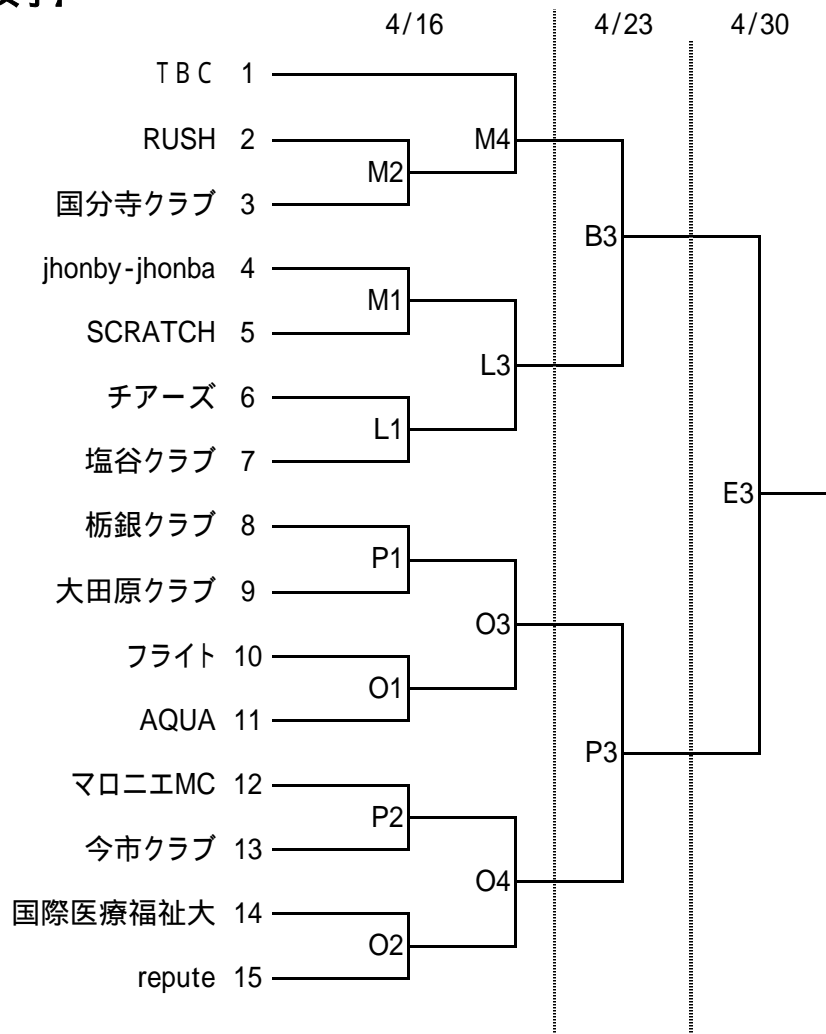 4/16 4/23 4/30
TBC 1
RUSH 2
M4
M2
国分寺クラブ 3
B3
jhonby-jhonba 4
M1
SCRATCH 5
L3
チアーズ 6
L1
塩谷クラブ 7
E3
栃銀クラブ 8
P1
大田原クラブ 9
O3
フライト 10
O1
AQUA 11
P3
マロニエMC 12
P2
今市クラブ 13
O4
国際医療福祉大 14
O2
repute 15